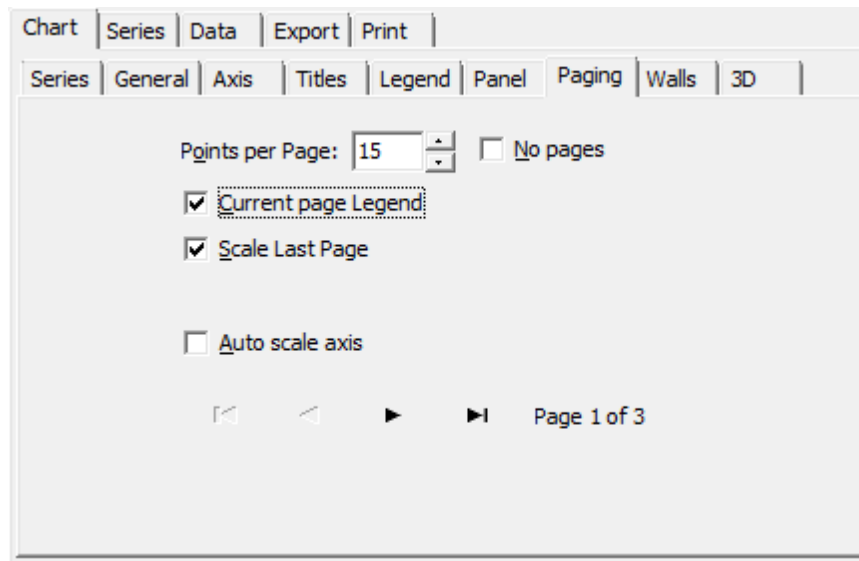 Chart Series Data Export Print
Series General Axis Titles Legend Panel Paging Walls 3D
Points per Page: 15 No pages
Current page Legend
Scale Last Page
Auto scale axis
Page 1 of 3